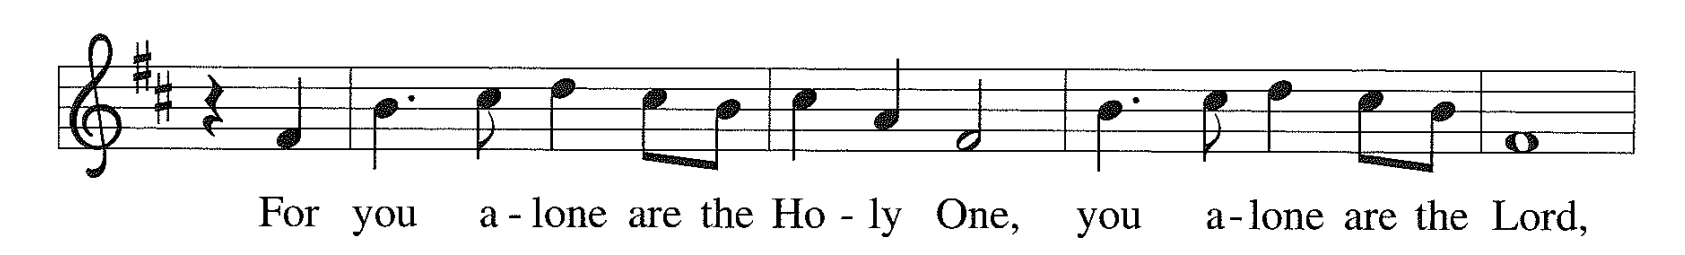 For you a - lone are the Ho - ly One, you a - lone are the Lord,